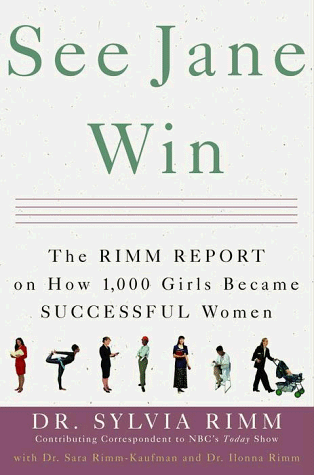 See Jane
Win
The RIMM REPORT
on How 1,000 Girls Became
SUCCESSFUL Women
DR. SYLVIA RIMM
Contributing Correspondent to NBC's Today Show
with Dr. Sara Rimm-Kaufman and Dr. Ilonna Rimm